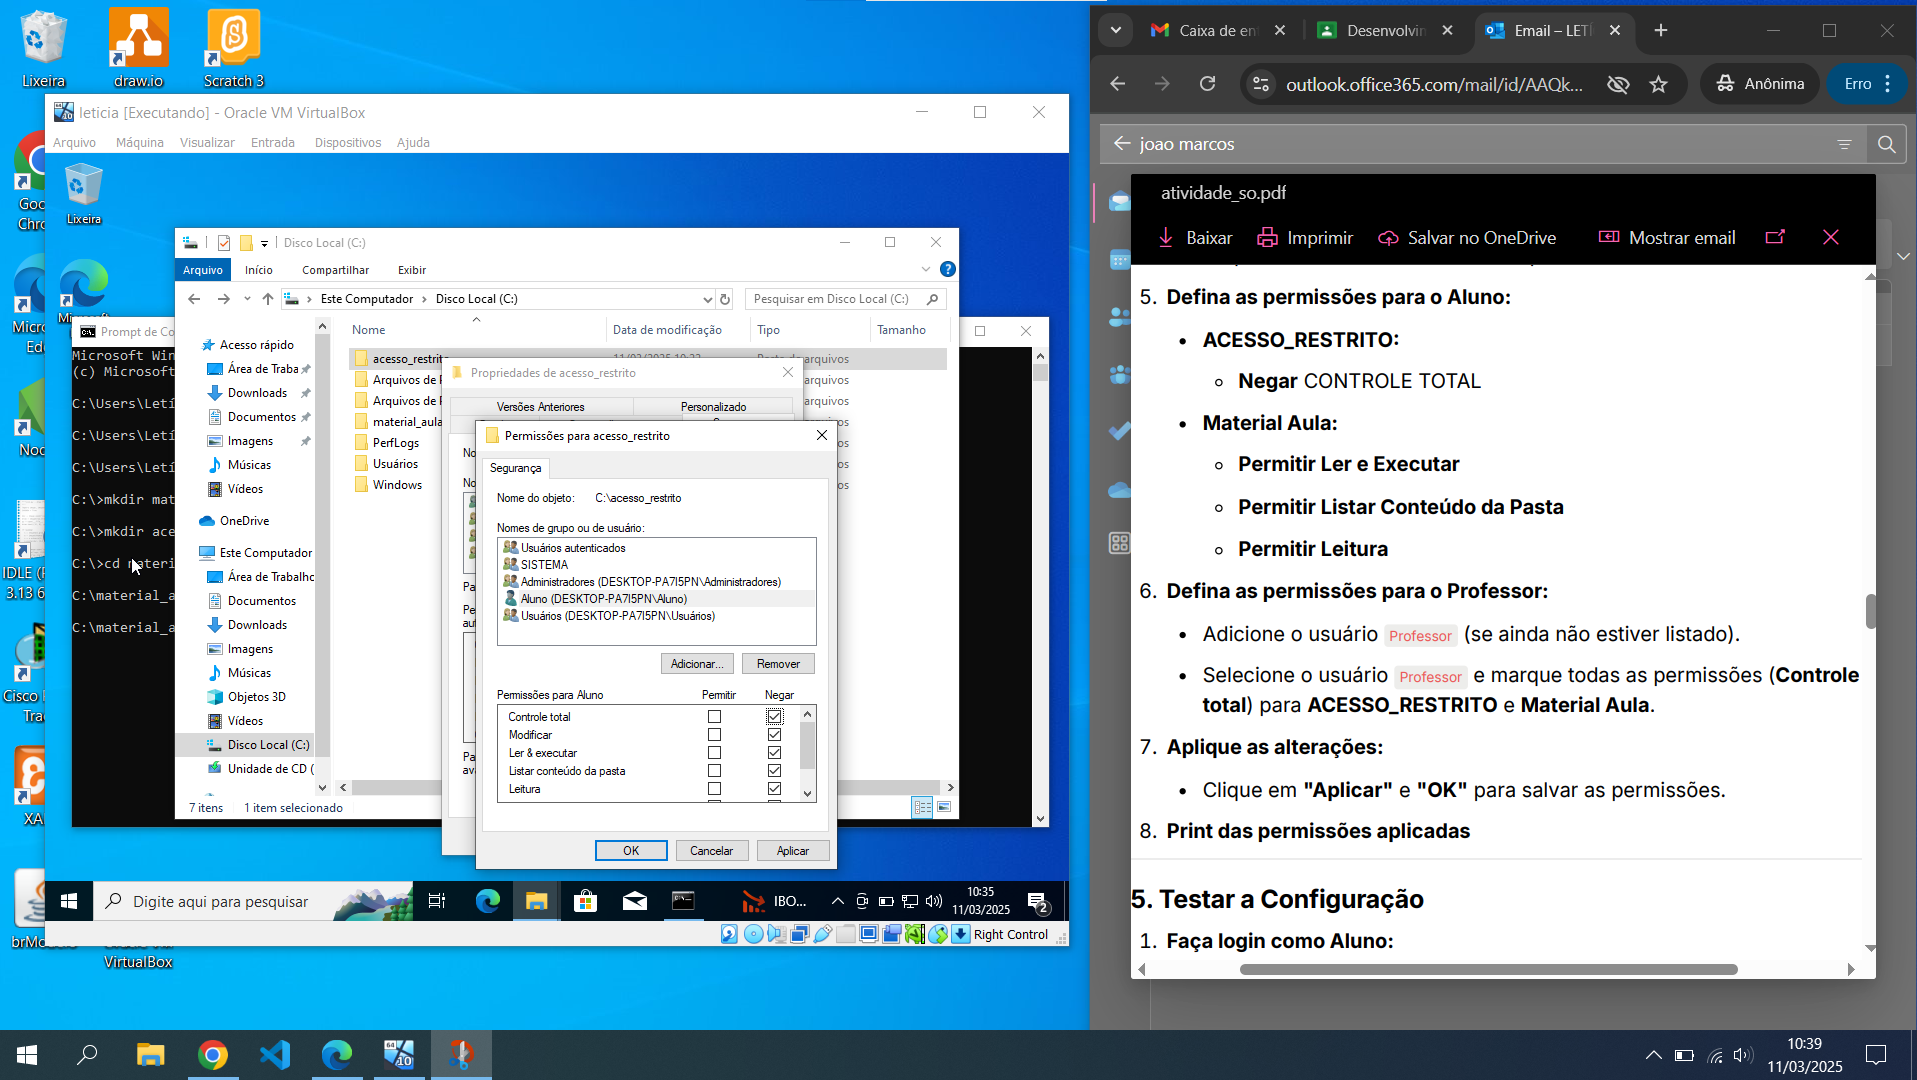 Lixeira
draw.io
Scratch 3
leticia [Executando] - Oracle VM VirtualBox
Arquivo Máquina Visualizar Entrada Dispositivos Ajuda
Lixeira
Disco Local (C:)
Arquivo Início Compartilhar Exibir
Este Computador Disco Local (C:)
Pesquisar em Disco Local (C:)
Prompt de Co
Microsoft Win
(c) Microsoft
C:\Users\Letí
C:\Users\Letí
C:\Users\Letí
C:\>mkdir mat
C:\>mkdir ace
C:\>cd materi
C:\material_a
C:\material_a
Acesso rápido
Área de Traba
Downloads
Documentos
Imagens
Músicas
Vídeos
OneDrive
Este Computador
Área de Trabalho
Documentos
Downloads
Imagens
Músicas
Objetos 3D
Vídeos
Disco Local (C:)
Unidade de CD (
Nome Data de modificação Tipo Tamanho
acesso_restrito
Arquivos de
Arquivos de
material_aula
PerfLogs
Usuários
Windows
7 itens 1 item selecionado
Propriedades de acesso_restrito
Versões Anteriores Personalizado
Permissões para acesso_restrito
Segurança
Nome do objeto: C:\acesso_restrito
Nomes de grupo ou de usuário:
Usuários autenticados
SISTEMA
Administradores (DESKTOP-PA7I5PN\Administradores)
Aluno (DESKTOP-PA7I5PN\Aluno)
Usuários (DESKTOP-PA7I5PN\Usuários)
Adicionar... Remover
Permissões para Aluno Permitir Negar
Controle total
Modificar
Ler & executar
Listar conteúdo da pasta
Leitura
OK Cancelar Aplicar
Digite aqui para pesquisar
IBO...
10:35
11/03/2025
2
Right Control
VirtualBox
Caixa de en
Desenvolvin
Email – LETÍ
outlook.office365.com/mail/id/AAQk...
Anônima
Erro
joao marcos
atividade_so.pdf
Baixar Imprimir Salvar no OneDrive Mostrar email
5. Defina as permissões para o Aluno:
• ACESSO_RESTRITO:
◦ Negar CONTROLE TOTAL
• Material Aula:
◦ Permitir Ler e Executar
◦ Permitir Listar Conteúdo da Pasta
◦ Permitir Leitura
6. Defina as permissões para o Professor:
• Adicione o usuário Professor (se ainda não estiver listado).
• Selecione o usuário Professor e marque todas as permissões (Controle
total) para ACESSO_RESTRITO e Material Aula.
7. Aplique as alterações:
• Clique em "Aplicar" e "OK" para salvar as permissões.
8. Print das permissões aplicadas
5. Testar a Configuração
1. Faça login como Aluno:
10:39
11/03/2025